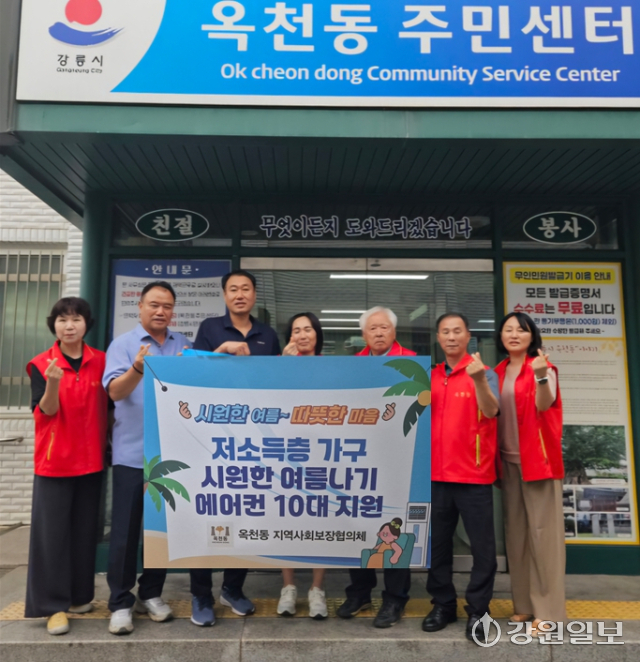 강릉시
Gangneung City
옥천동 주민센터
Ok cheon dong Community Service Center
친절
무엇이든지 도와드리겠습니다
봉사
안 내 문
무인민원발급기 이용 안내
모든 발급증명서
수수료는 무료입니다
시원한 여름~ 따뜻한 마음
저소득층 가구
시원한 여름나기
에어컨 10대 지원
옥천동
옥천동 지역사회보장협의체
강원일보